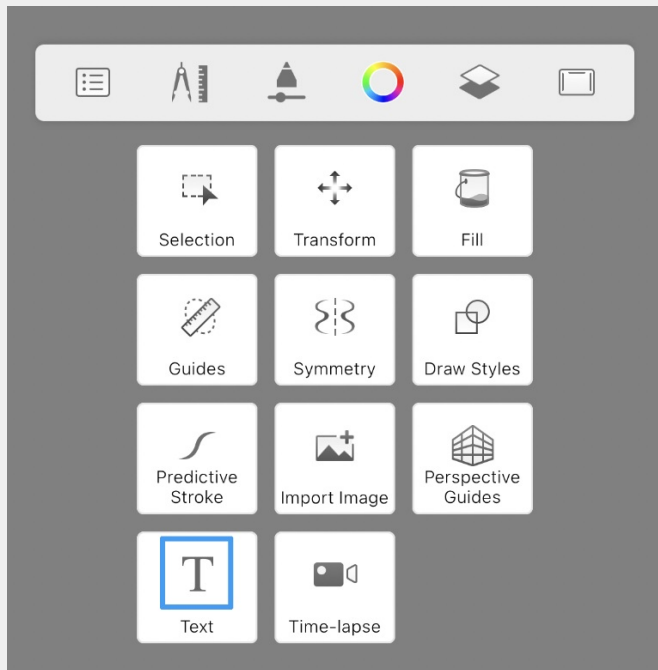 Selection
Transform
Fill
Guides
Symmetry
Draw Styles
Predictive
Stroke
Import Image
Perspective
Guides
T
Text
Time-lapse